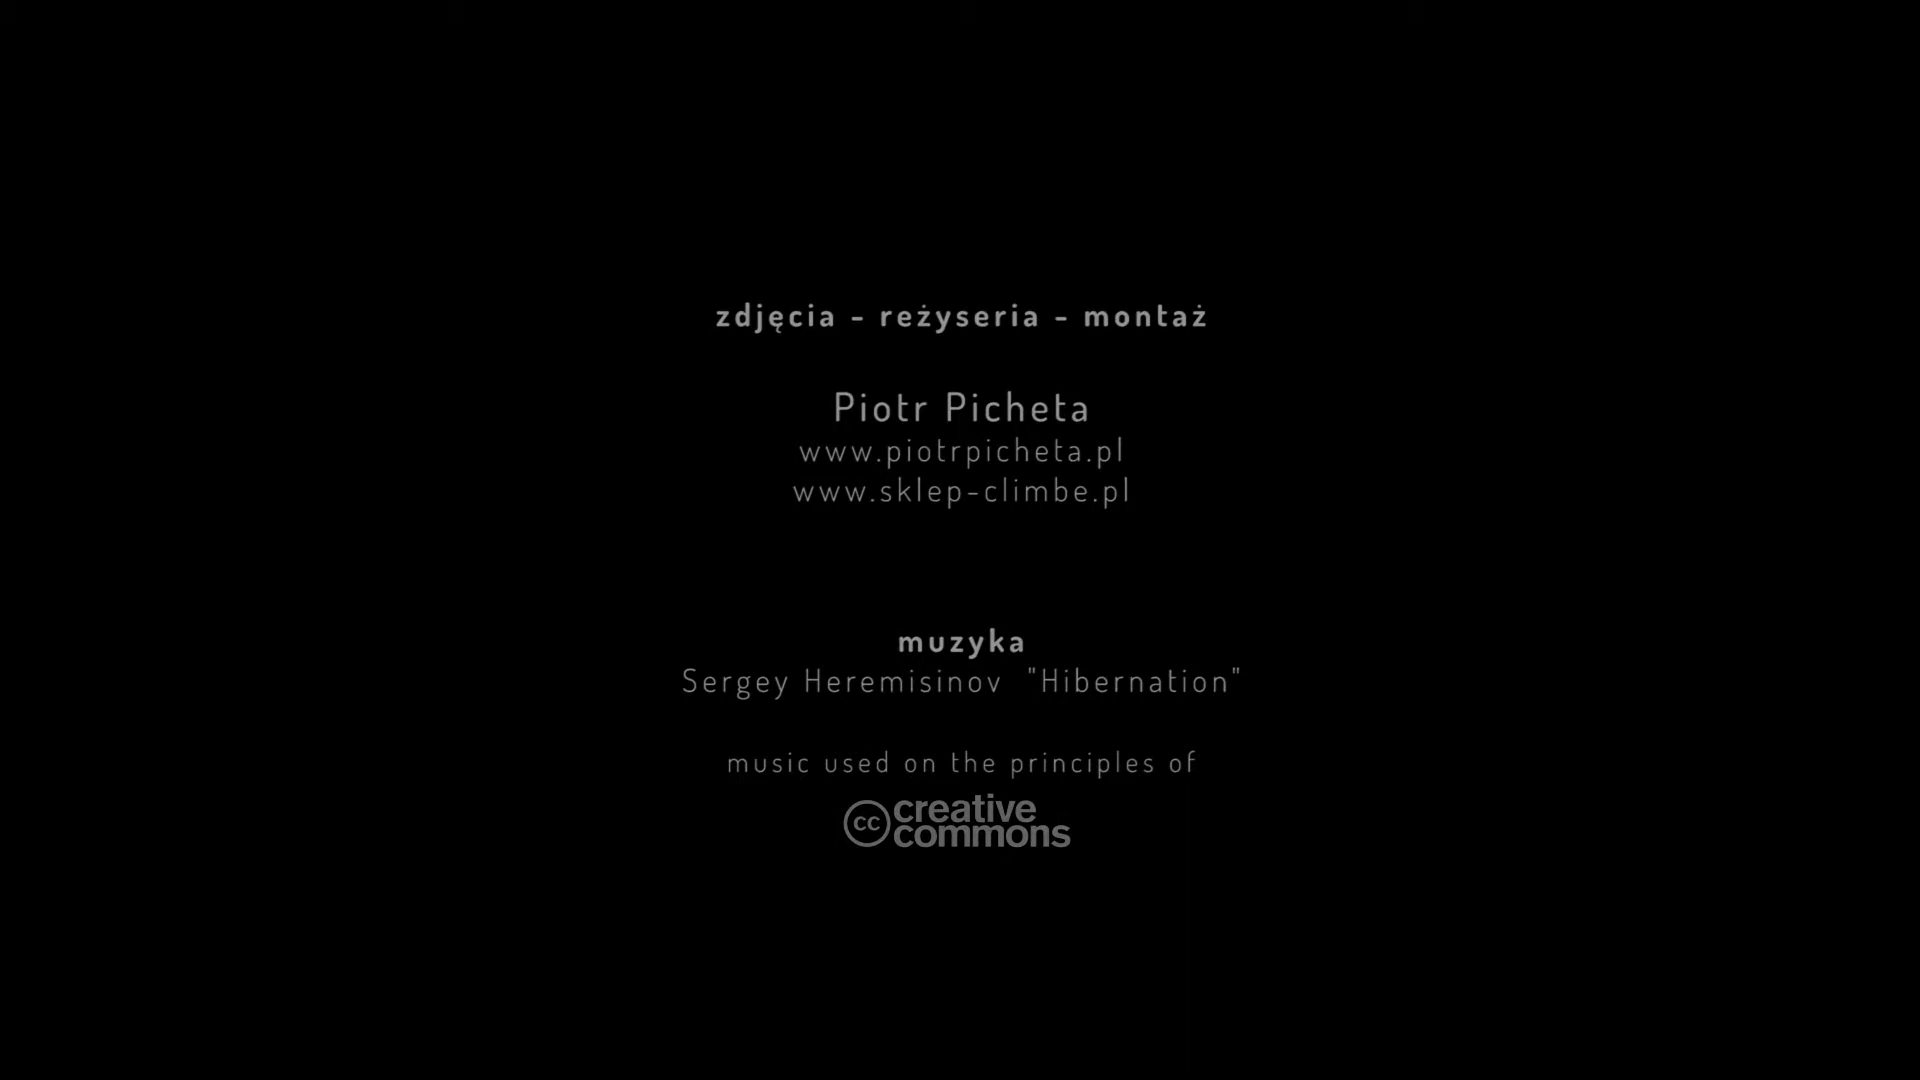 zdjęcia - reżyseria - montaż
Piotr Picheta
www.piotrpicheta.pl
www.sklep-climbe.pl
muzyka
Sergey Heremisinov "Hibernation"
music used on the principles of
cc creative
commons